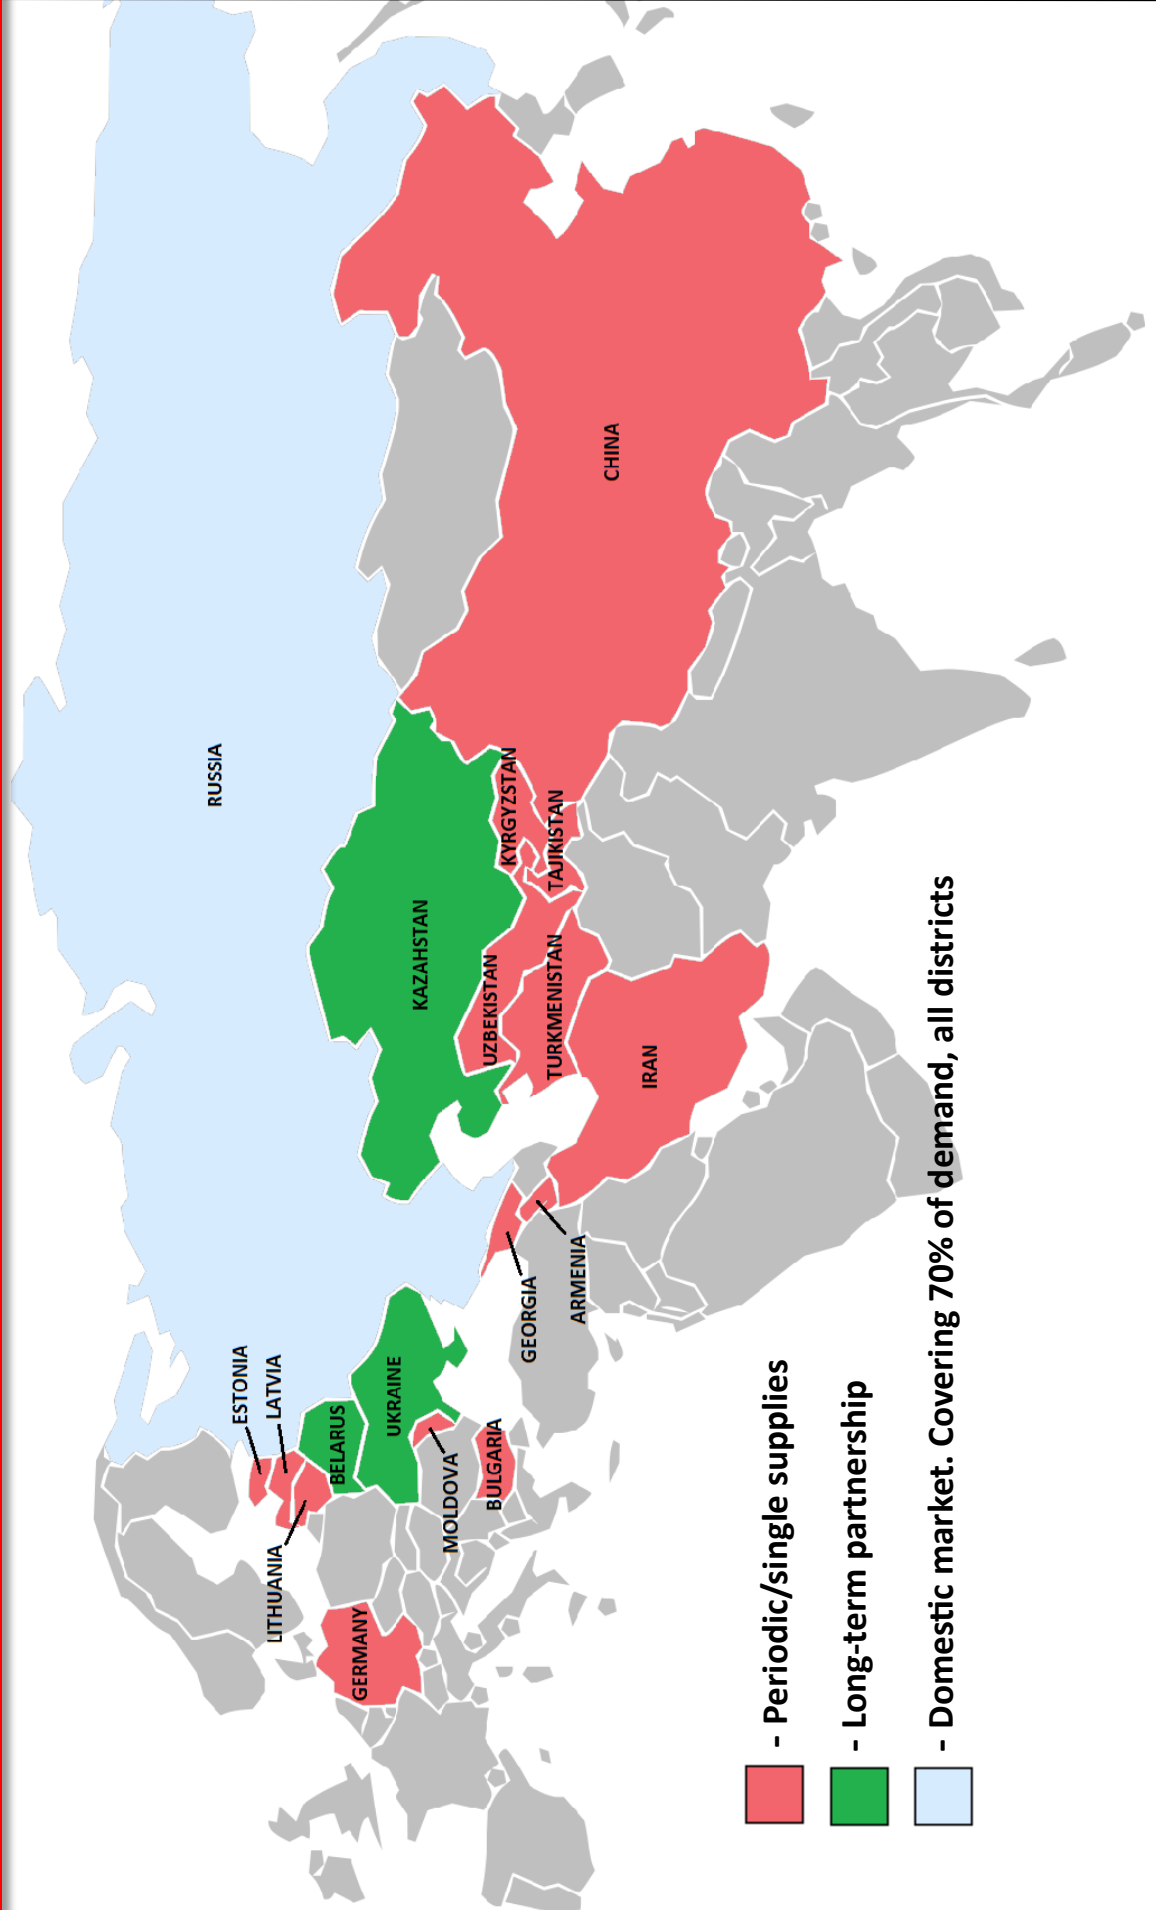 RUSSIA
ESTONIA
LATVIA
LITHUANIA
BELARUS
UKRAINE
GERMANY
MOLDOVA
BULGARIA
GEORGIA
ARMENIA
KAZAHSTAN
UZBEKISTAN
KYRGYZSTAN
TAJIKISTAN
TURKMENISTAN
IRAN
CHINA
- Periodic/single supplies
- Long-term partnership
- Domestic market. Covering 70% of demand, all districts